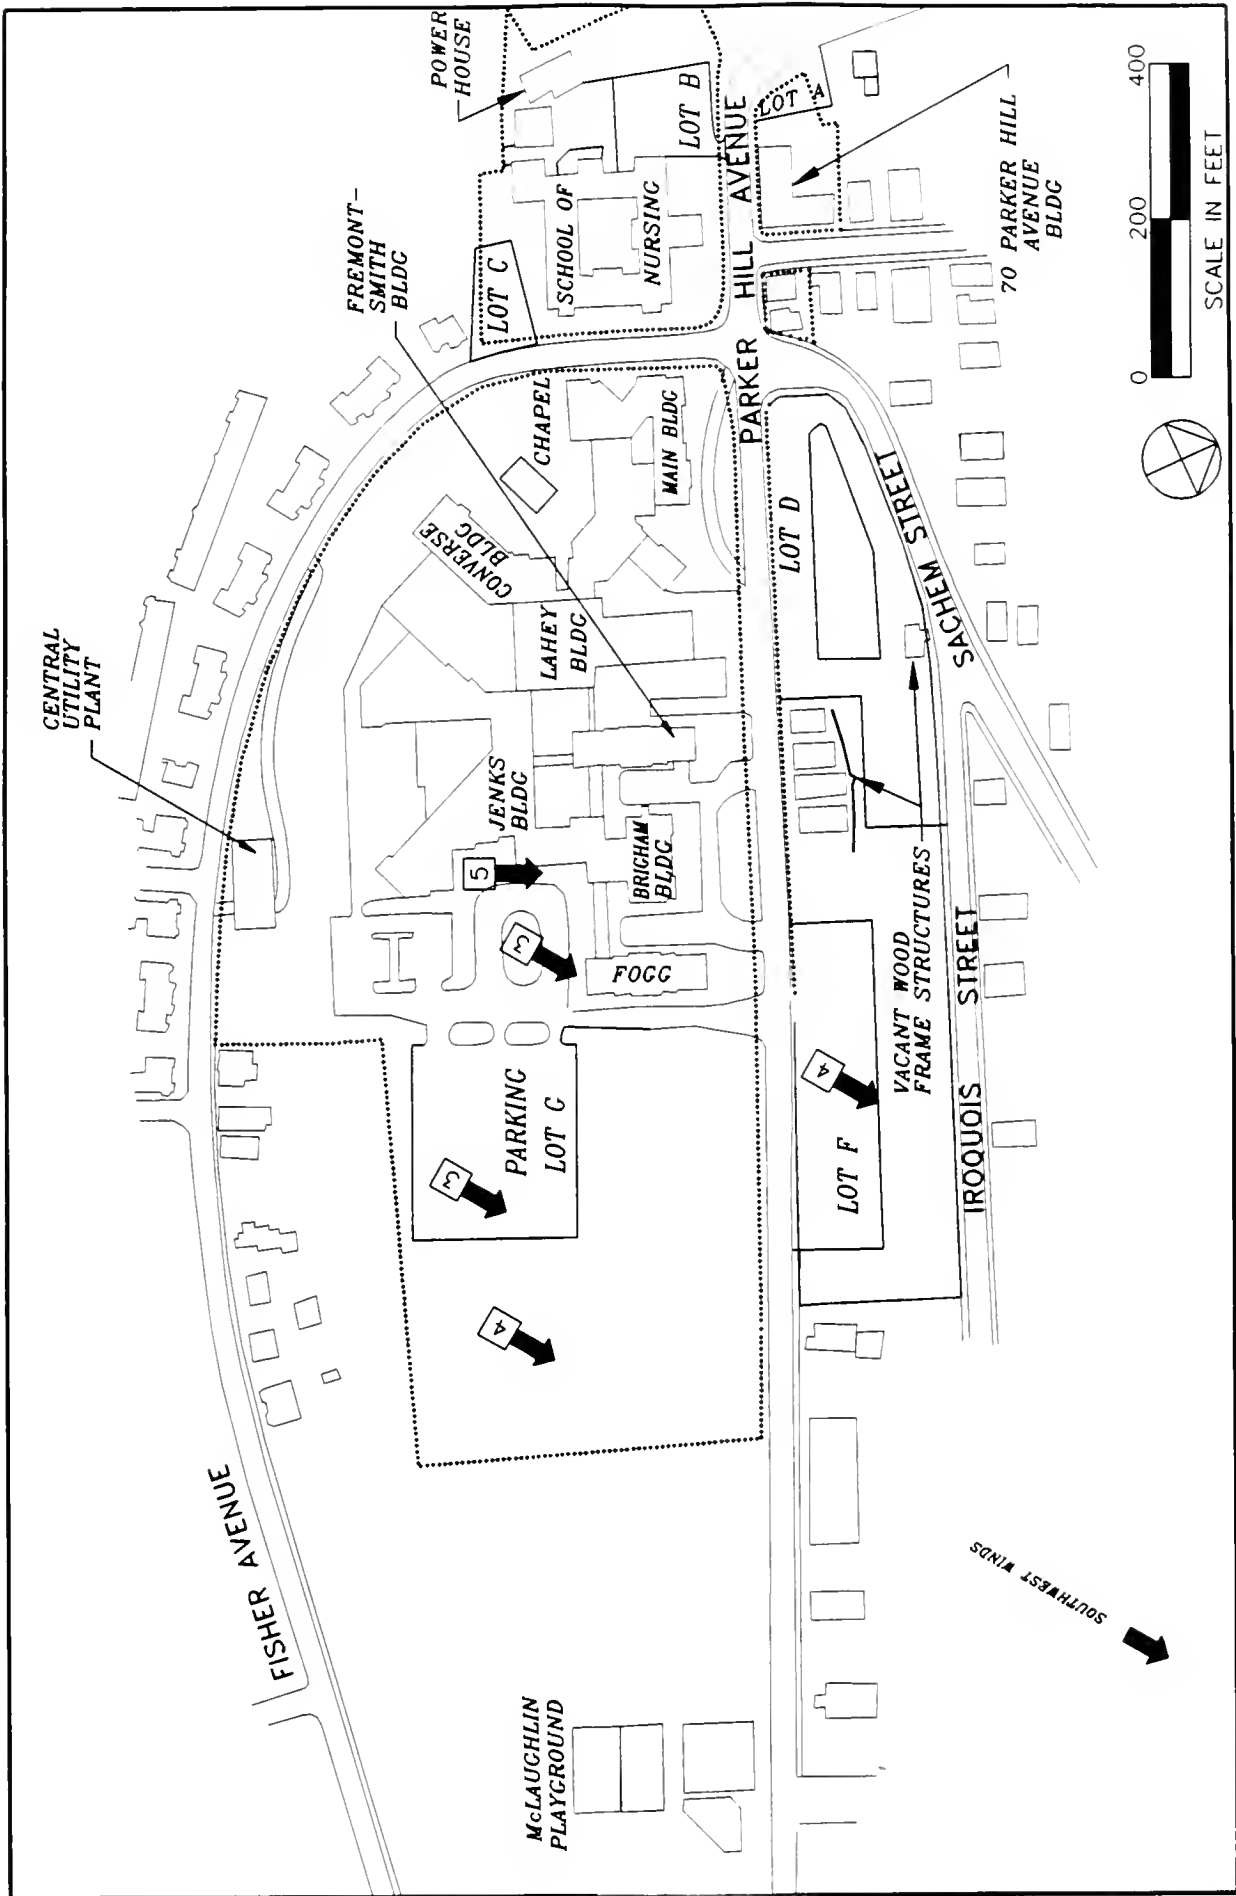 POWER
HOUSE
LOT B
LOT A
PARKER HILL AVENUE
SCHOOL OF
NURSING
70 PARKER HILL
AVENUE
BLDG
0 200 400
SCALE IN FEET
FREMONT-
SMITH
BLDG
LOT C
CHAPEL
MAIN BLDG
CONVERSE
BLDG
LAHEY
BLDG
LOT D
SACHEM STREET
CENTRAL
UTILITY
PLANT
JENKS
BLDG
BRIGHAM
BLDG
5
3
FOGG
VACANT WOOD
FRAME STRUCTURES
IROQUOIS STREET
PARKING
LOT G
3
4
LOT F
4
FISHER AVENUE
McLAUGHLIN
PLAYGROUND
SOUTHWEST WINDS